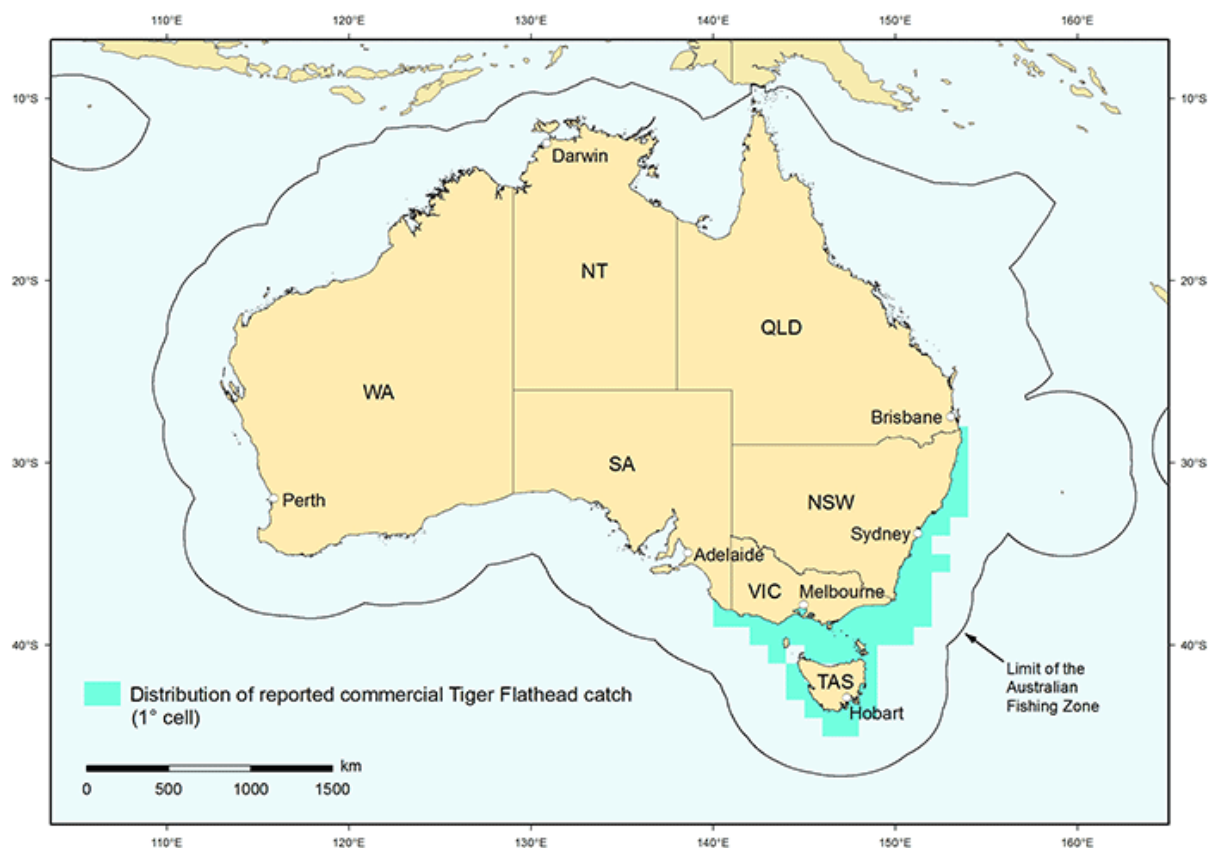 110°E 120°E 130°E 140°E 150°E 160°E
10°S 10°S
Darwin
NT
20°S 20°S
QLD
WA
Brisbane
SA
30°S 30°S
NSW
Perth
Sydney
Adelaide
VIC Melbourne
40°S 40°S
Limit of the
Australian
Fishing Zone
TAS
Distribution of reported commercial Tiger Flathead catch
(1° cell)
Hobart
km
0 500 1000 1500
110°E 120°E 130°E 140°E 150°E 160°E